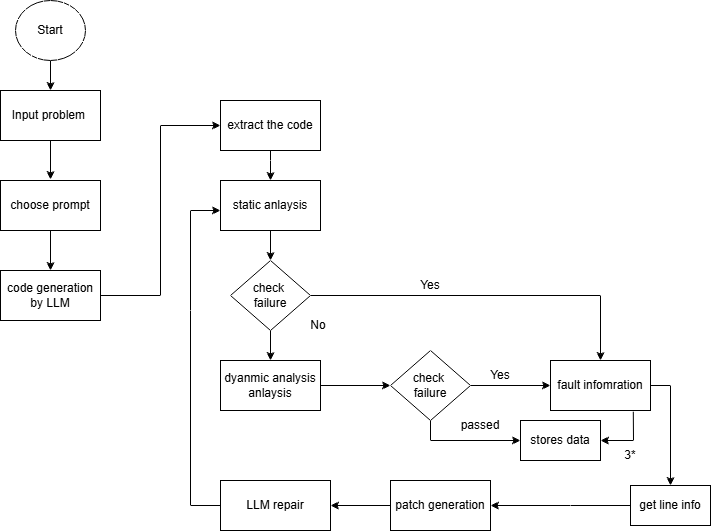 Start
Input problem
choose prompt
code generation
by LLM
extract the code
static anlaysis
check
failure
Yes
No
dyanmic analysis
anlaysis
check
failure
Yes
fault infomration
passed
stores data
3*
LLM repair
patch generation
get line info